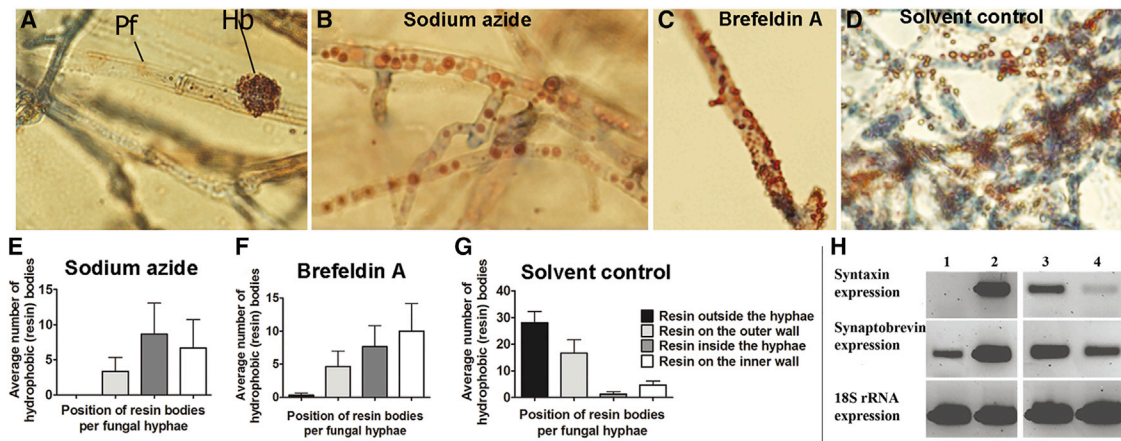 A
Pf
Hb
B
Sodium azide
C
Brefeldin A
D
Solvent control
E
Sodium azide
Average number of
hydrophobic (resin) bodies
15
10
5
0
Position of resin bodies
per fungal hyphae
F
Brefeldin A
Average number of
hydrophobic (resin) bodies
15
10
5
0
Position of resin bodies
per fungal hyphae
G
Solvent control
Average number of
hydrophobic (resin) bodies
40
30
20
10
0
Position of resin bodies
per fungal hyphae
Resin outside the hyphae
Resin on the outer wall
Resin inside the hyphae
Resin on the inner wall
H
1 2 3 4
Syntaxin
expression
Synaptobrevin
expression
18S rRNA
expression